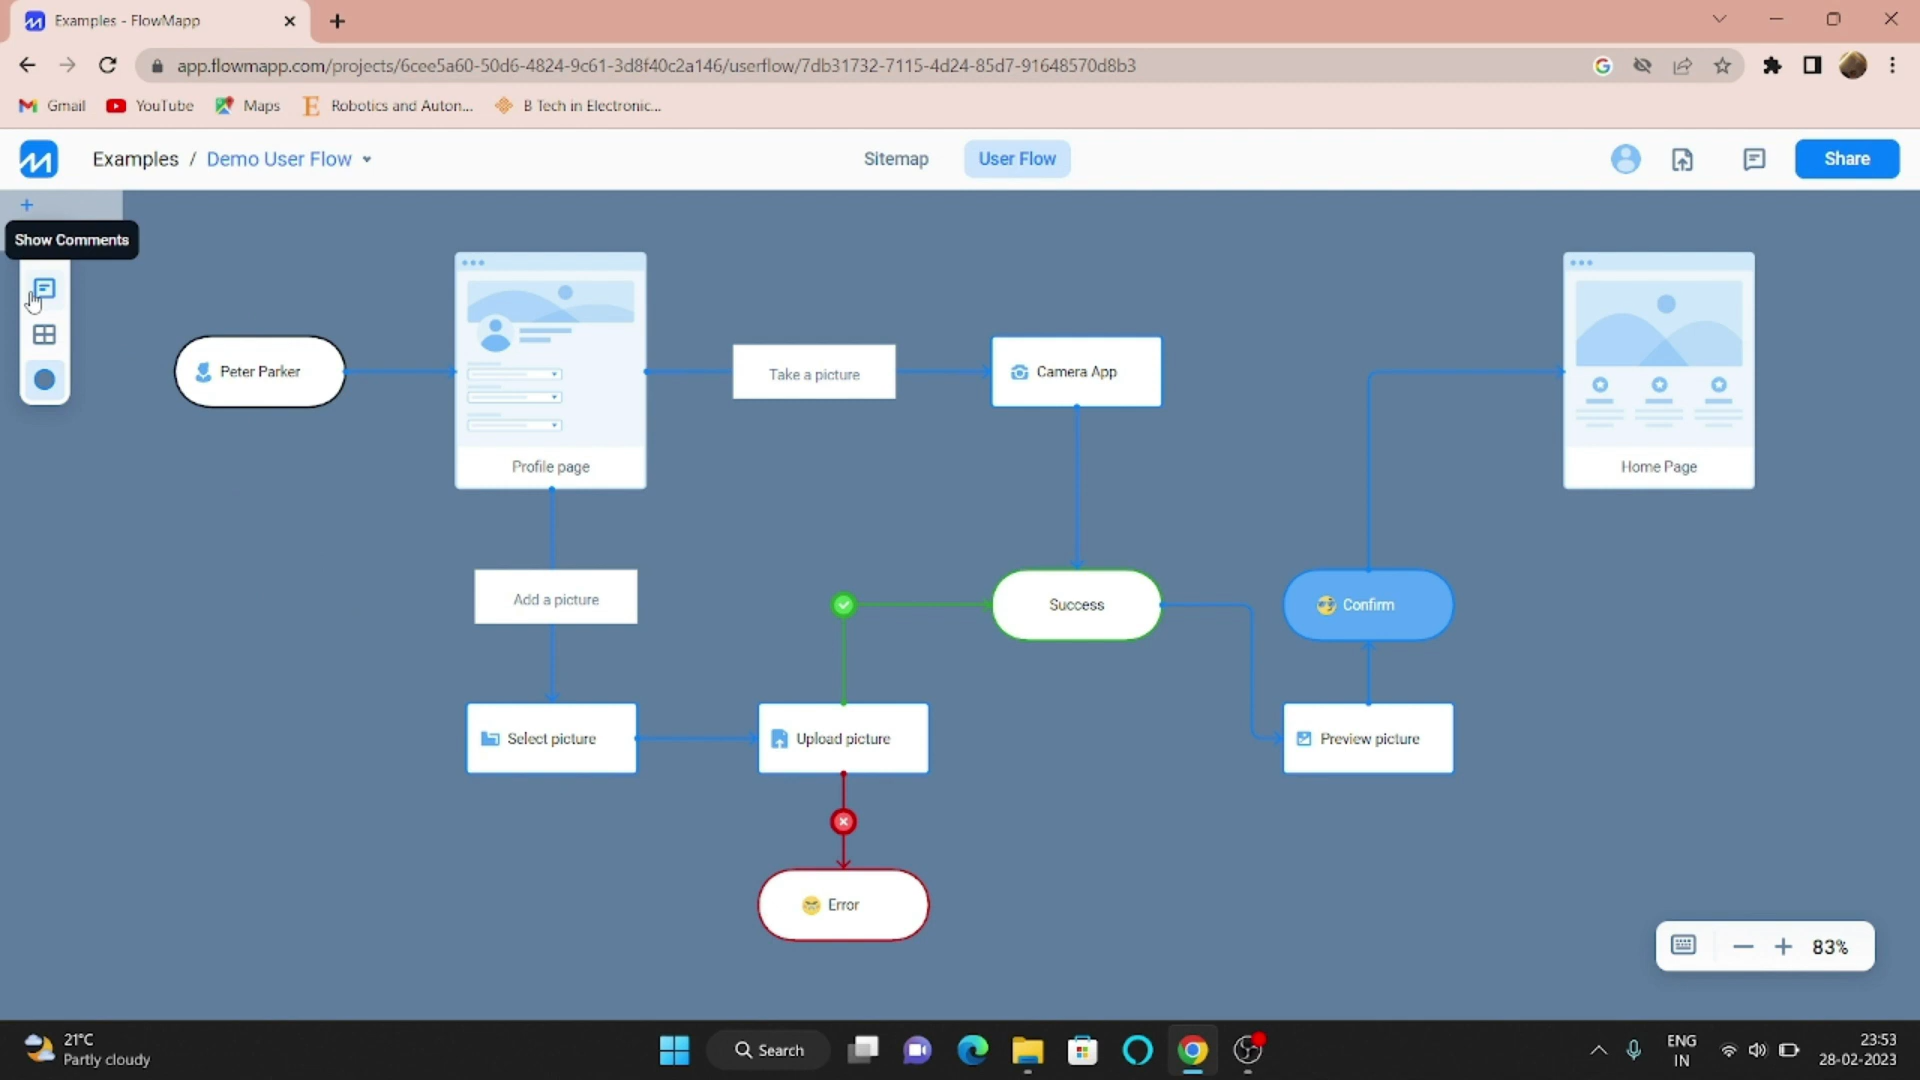 Examples - FlowMapp
app.flowmapp.com/projects/6cee5a60-50d6-4824-9c61-3d8f40c2a146/userflow/7db31732-7115-4d24-85d7-91648570d8b3
Gmail YouTube Maps Robotics and Auton... B Tech in Electronic...
Examples / Demo User Flow Sitemap User Flow Share
Show Comments
Peter Parker
Take a picture
Camera App
Profile page
Home Page
Add a picture
Success
Confirm
Select picture
Upload picture
Preview picture
Error
83%
21°C
Partly cloudy
Search
ENG
IN
23:53
28-02-2023